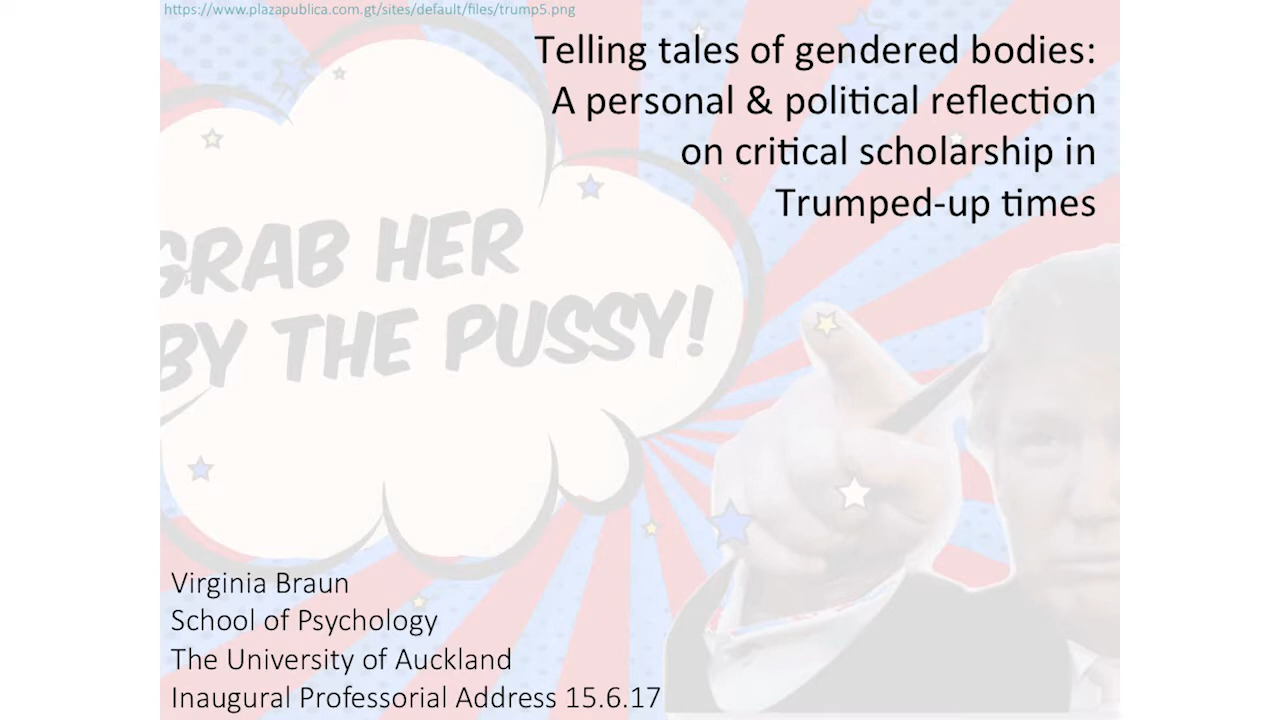 https://www.plazapublica.com.gt/sites/default/files/trump5.png
Telling tales of gendered bodies:
A personal & political reflection
on critical scholarship in
Trumped-up times
GRAB HER
BY THE PUSSY!
Virginia Braun
School of Psychology
The University of Auckland
Inaugural Professorial Address 15.6.17